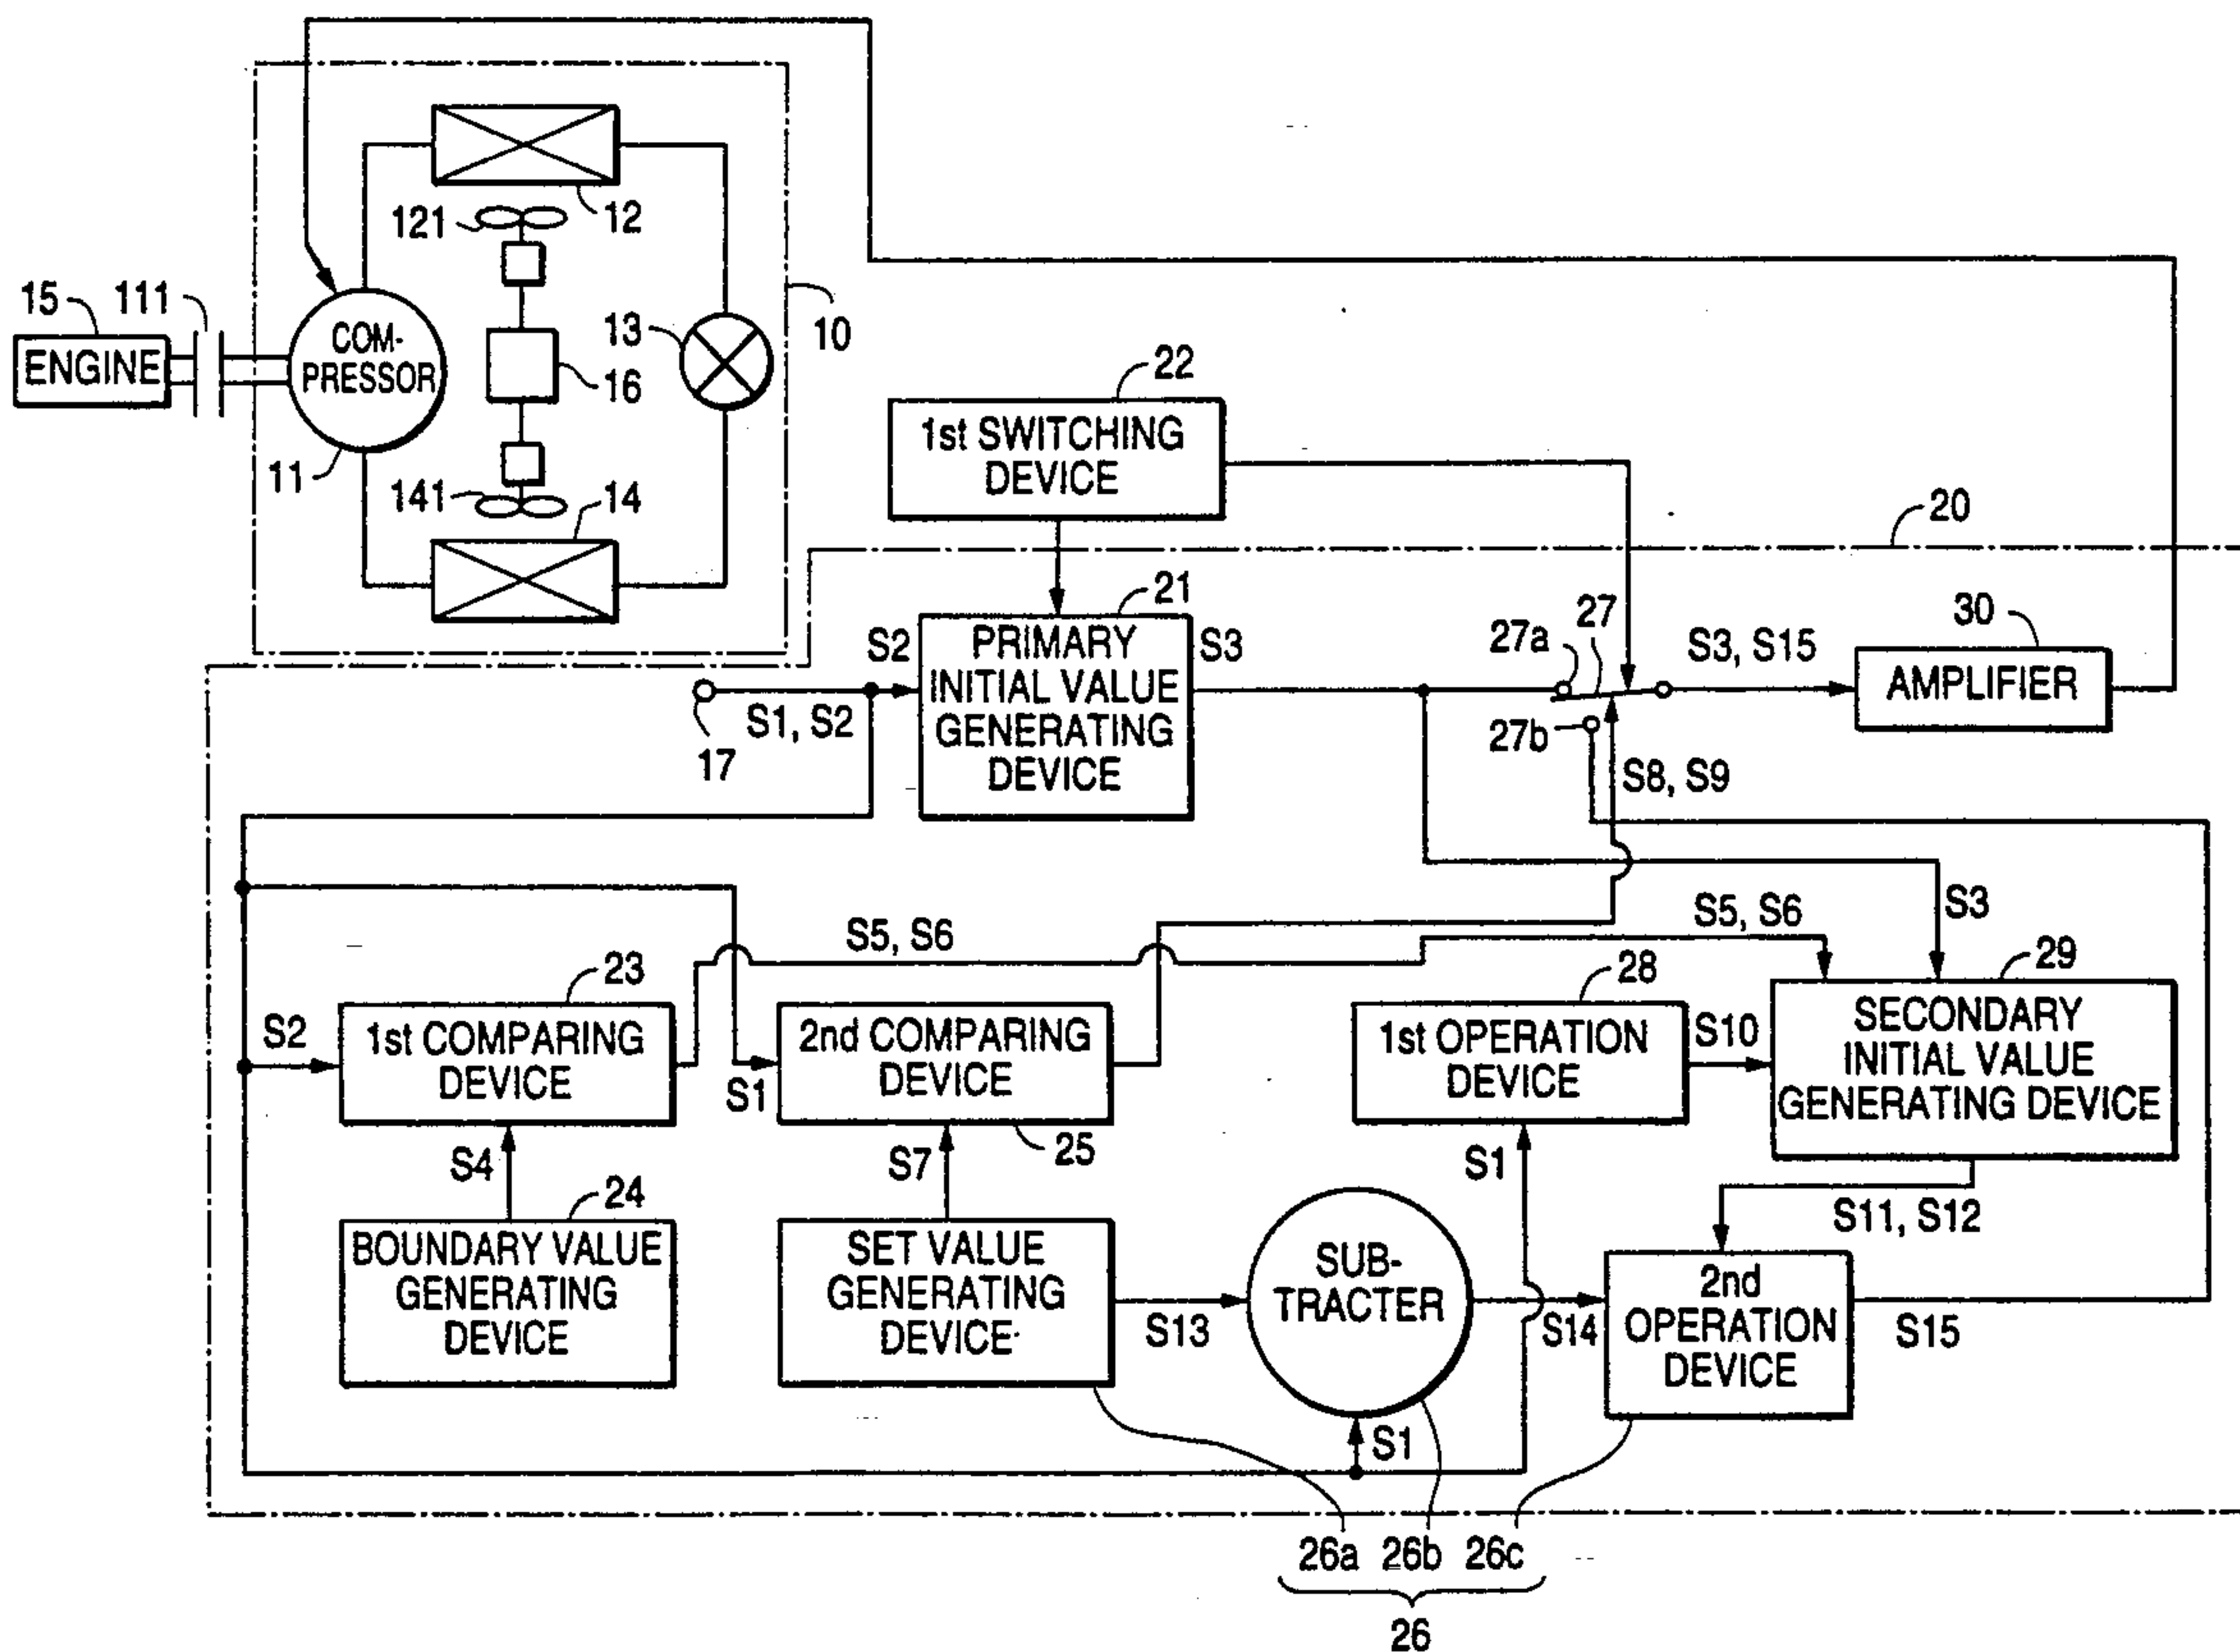 121
12
15
111
13
10
ENGINE
COM-
PRESSOR
16
11
141
14
22
1st SWITCHING
DEVICE
20
21
S2
PRIMARY
INITIAL VALUE
GENERATING
DEVICE
S3
27a
27
S3, S15
30
AMPLIFIER
S1, S2
17
27b
S8, S9
S5, S6
S5, S6
S3
23
28
29
S2
1st COMPARING
DEVICE
S1
2nd COMPARING
DEVICE
1st OPERATION
DEVICE
S10
SECONDARY
INITIAL VALUE
GENERATING DEVICE
S4
S7
25
S1
24
S11, S12
BOUNDARY VALUE
GENERATING
DEVICE
SET VALUE
GENERATING
DEVICE
S13
SUB-
TRACTER
S14
2nd
OPERATION
DEVICE
S15
S1
26a
26b
26c
26